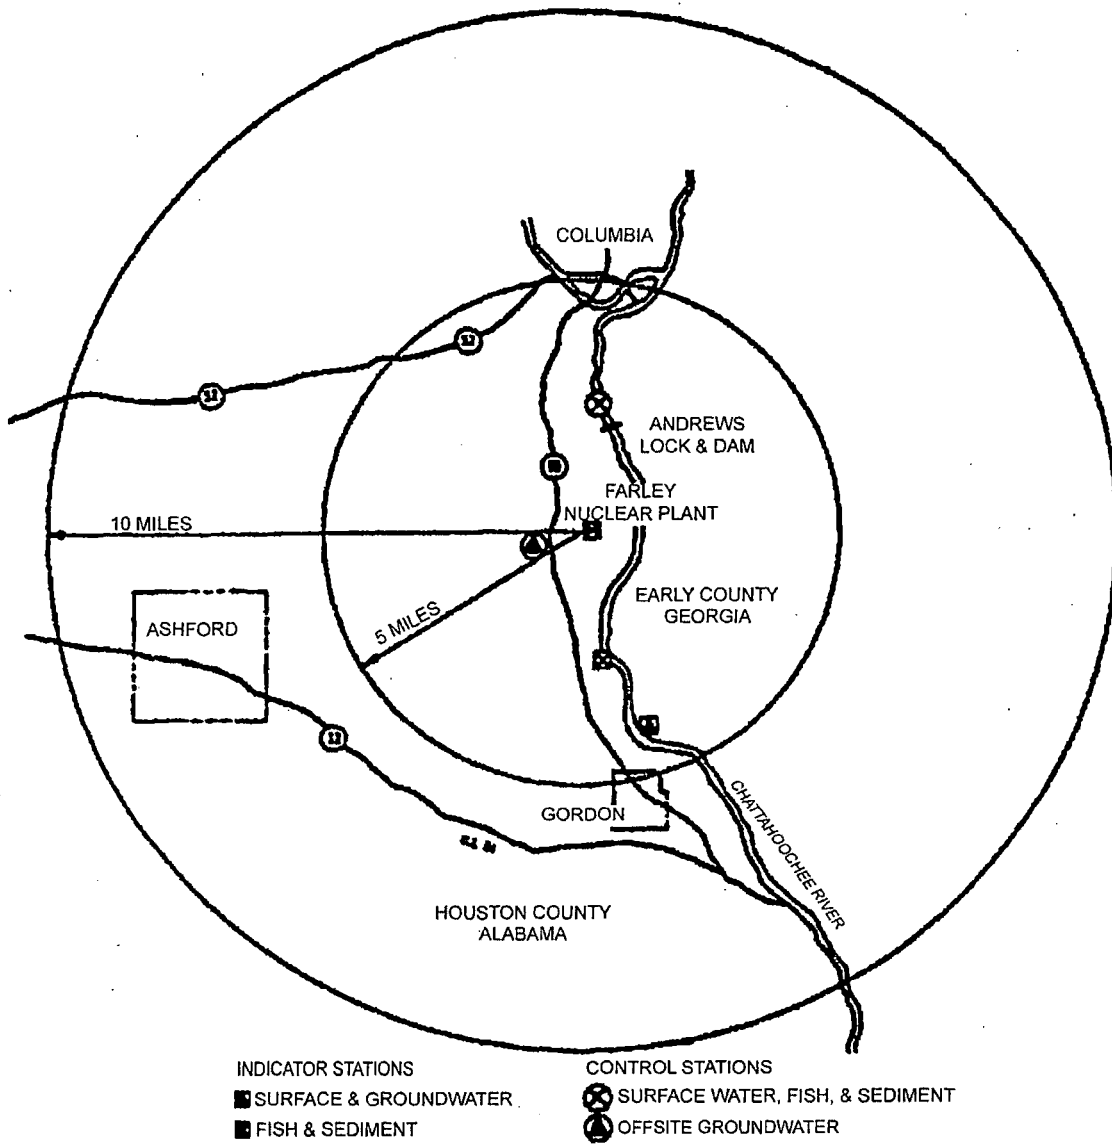 COLUMBIA
ANDREWS
LOCK & DAM
FARLEY
NUCLEAR PLANT
10 MILES
5 MILES
EARLY COUNTY
GEORGIA
ASHFORD
GORDON
CHATTAHOOCHEE RIVER
HOUSTON COUNTY
ALABAMA
INDICATOR STATIONS
SURFACE & GROUNDWATER
FISH & SEDIMENT
CONTROL STATIONS
SURFACE WATER, FISH, & SEDIMENT
OFFSITE GROUNDWATER